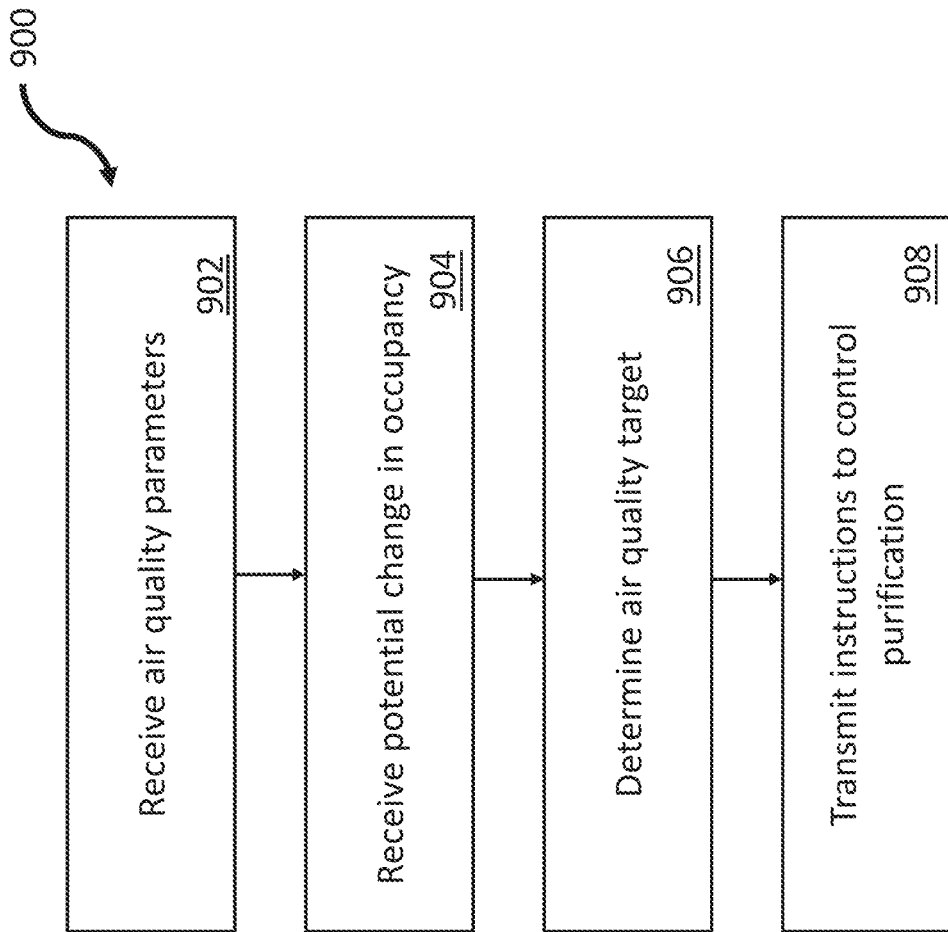 900
Receive air quality parameters
902
Receive potential change in occupancy
904
Determine air quality target
906
Transmit instructions to control
purification
908